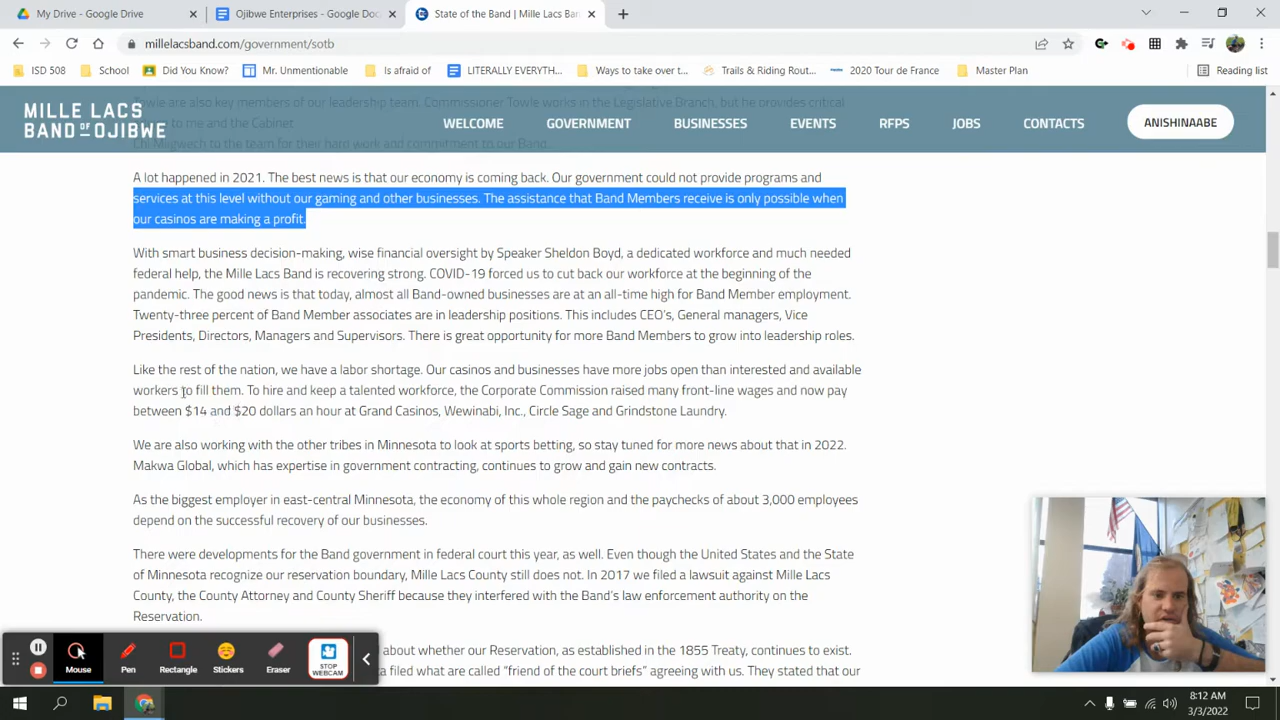 My Drive - Google Drive
Ojibwe Enterprises - Google Doc
State of the Band | Mille Lacs Ban
millelacsband.com/government/sotb
ISD 508
School
Did You Know?
Mr. Unmentionable
Is afraid of
LITERALLY EVERYTH...
Ways to take over t...
Trails & Riding Rout...
2020 Tour de France
Master Plan
Reading list
MILLE LACS
BAND OF OJIBWE
WELCOME
GOVERNMENT
BUSINESSES
EVENTS
RFPS
JOBS
CONTACTS
ANISHINAABE
Towle are also key members of our leadership team. Commissioner Towle works in the Legislative Branch, but he provides critical
to me and the Cabinet
Chi Miigwech to the team for their hard work and commitment to our Band.
A lot happened in 2021. The best news is that our economy is coming back. Our government could not provide programs and
services at this level without our gaming and other businesses. The assistance that Band Members receive is only possible when
our casinos are making a profit.
With smart business decision-making, wise financial oversight by Speaker Sheldon Boyd, a dedicated workforce and much needed
federal help, the Mille Lacs Band is recovering strong. COVID-19 forced us to cut back our workforce at the beginning of the
pandemic. The good news is that today, almost all Band-owned businesses are at an all-time high for Band Member employment.
Twenty-three percent of Band Member associates are in leadership positions. This includes CEO's, General managers, Vice
Presidents, Directors, Managers and Supervisors. There is great opportunity for more Band Members to grow into leadership roles.
Like the rest of the nation, we have a labor shortage. Our casinos and businesses have more jobs open than interested and available
workers to fill them. To hire and keep a talented workforce, the Corporate Commission raised many front-line wages and now pay
between $14 and $20 dollars an hour at Grand Casinos, Wewinabi, Inc., Circle Sage and Grindstone Laundry.
We are also working with the other tribes in Minnesota to look at sports betting, so stay tuned for more news about that in 2022.
Makwa Global, which has expertise in government contracting, continues to grow and gain new contracts.
As the biggest employer in east-central Minnesota, the economy of this whole region and the paychecks of about 3,000 employees
depend on the successful recovery of our businesses.
There were developments for the Band government in federal court this year, as well. Even though the United States and the State
of Minnesota recognize our reservation boundary, Mille Lacs County still does not. In 2017 we filed a lawsuit against Mille Lacs
County, the County Attorney and County Sheriff because they interfered with the Band's law enforcement authority on the
Reservation.
about whether our Reservation, as established in the 1855 Treaty, continues to exist.
a filed what are called "friend of the court briefs" agreeing with us. They stated that our
Mouse
Pen
Rectangle
Stickers
Eraser
STOP
WEBCAM
8:12 AM
3/3/2022